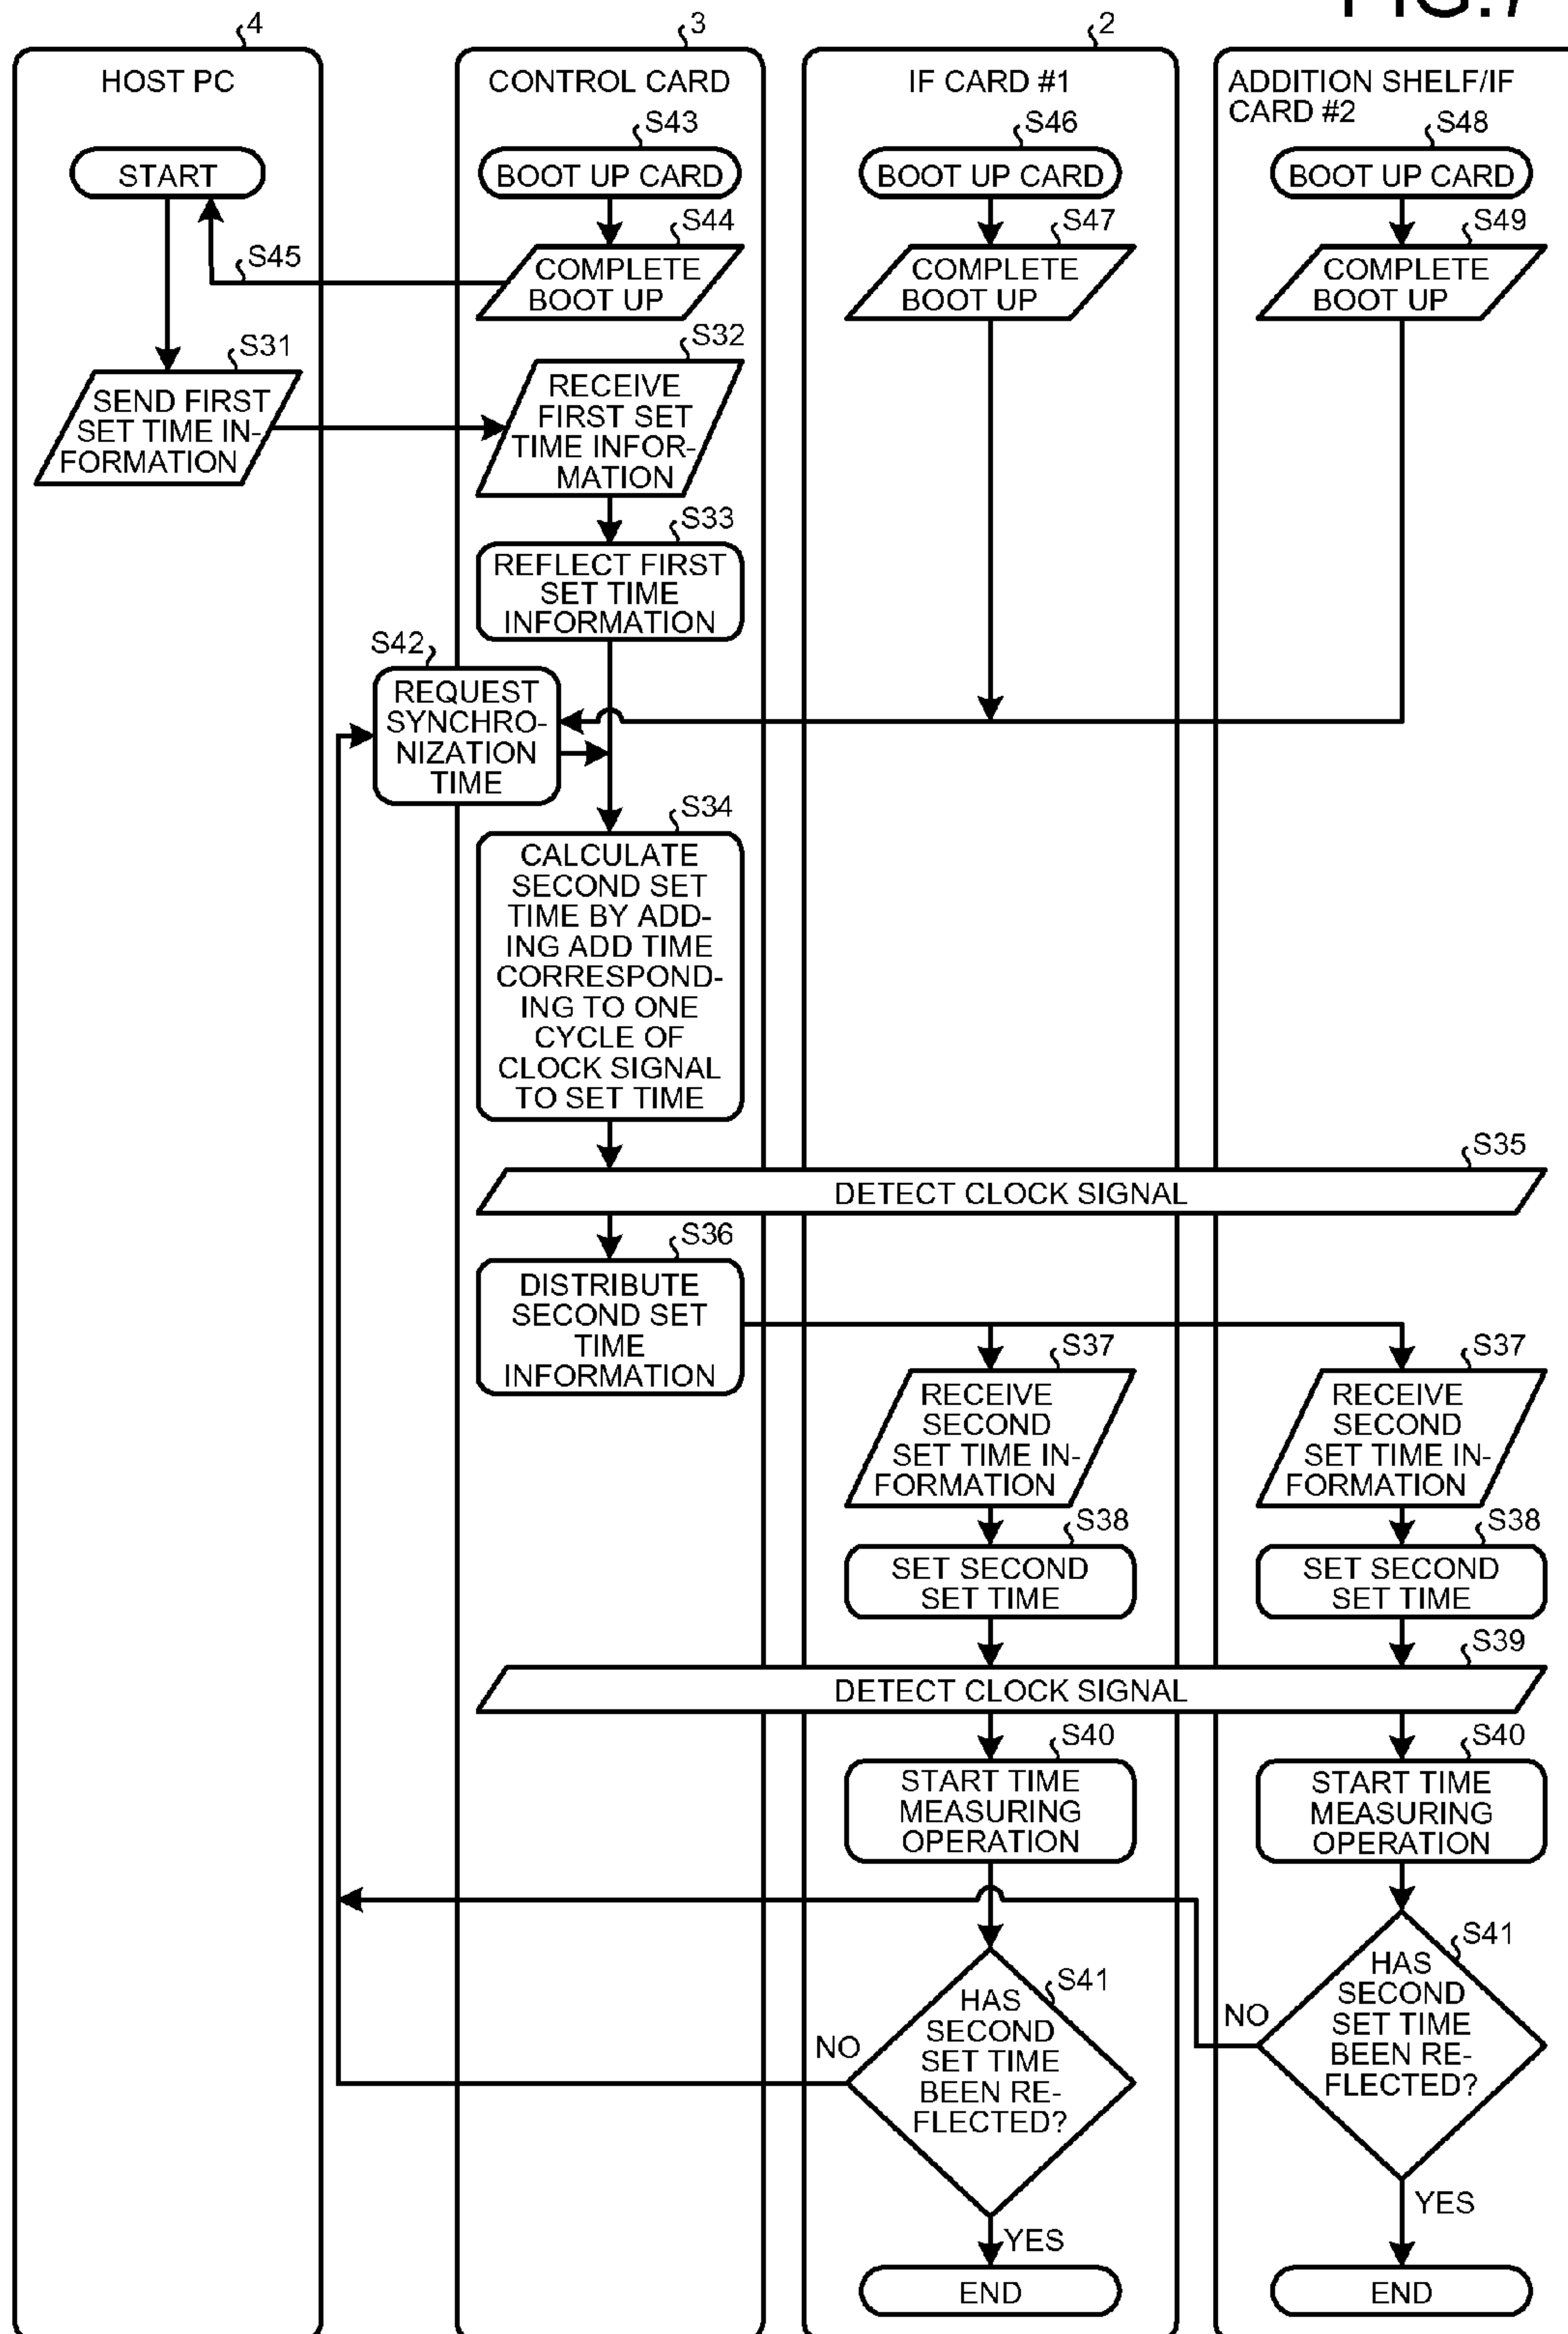 FIG.7
4
HOST PC
START
S45
S31
SEND FIRST
SET TIME IN-
FORMATION
3
CONTROL CARD
S43
BOOT UP CARD
S44
COMPLETE
BOOT UP
S32
RECEIVE
FIRST SET
TIME INFOR-
MATION
S33
REFLECT FIRST
SET TIME
INFORMATION
S42
REQUEST
SYNCHRO-
NIZATION
TIME
S34
CALCULATE
SECOND SET
TIME BY ADD-
ING ADD TIME
CORRESPOND-
ING TO ONE
CYCLE OF
CLOCK SIGNAL
TO SET TIME
S35
DETECT CLOCK SIGNAL
S36
DISTRIBUTE
SECOND SET
TIME
INFORMATION
2
IF CARD #1
S46
BOOT UP CARD
S47
COMPLETE
BOOT UP
S37
RECEIVE
SECOND
SET TIME IN-
FORMATION
S38
SET SECOND
SET TIME
S39
DETECT CLOCK SIGNAL
S40
START TIME
MEASURING
OPERATION
S41
HAS
SECOND
SET TIME
BEEN RE-
FLECTED?
NO
YES
END
ADDITION SHELF/IF
CARD #2
S48
BOOT UP CARD
S49
COMPLETE
BOOT UP
S37
RECEIVE
SECOND
SET TIME IN-
FORMATION
S38
SET SECOND
SET TIME
S40
START TIME
MEASURING
OPERATION
S41
HAS
SECOND
SET TIME
BEEN RE-
FLECTED?
NO
YES
END